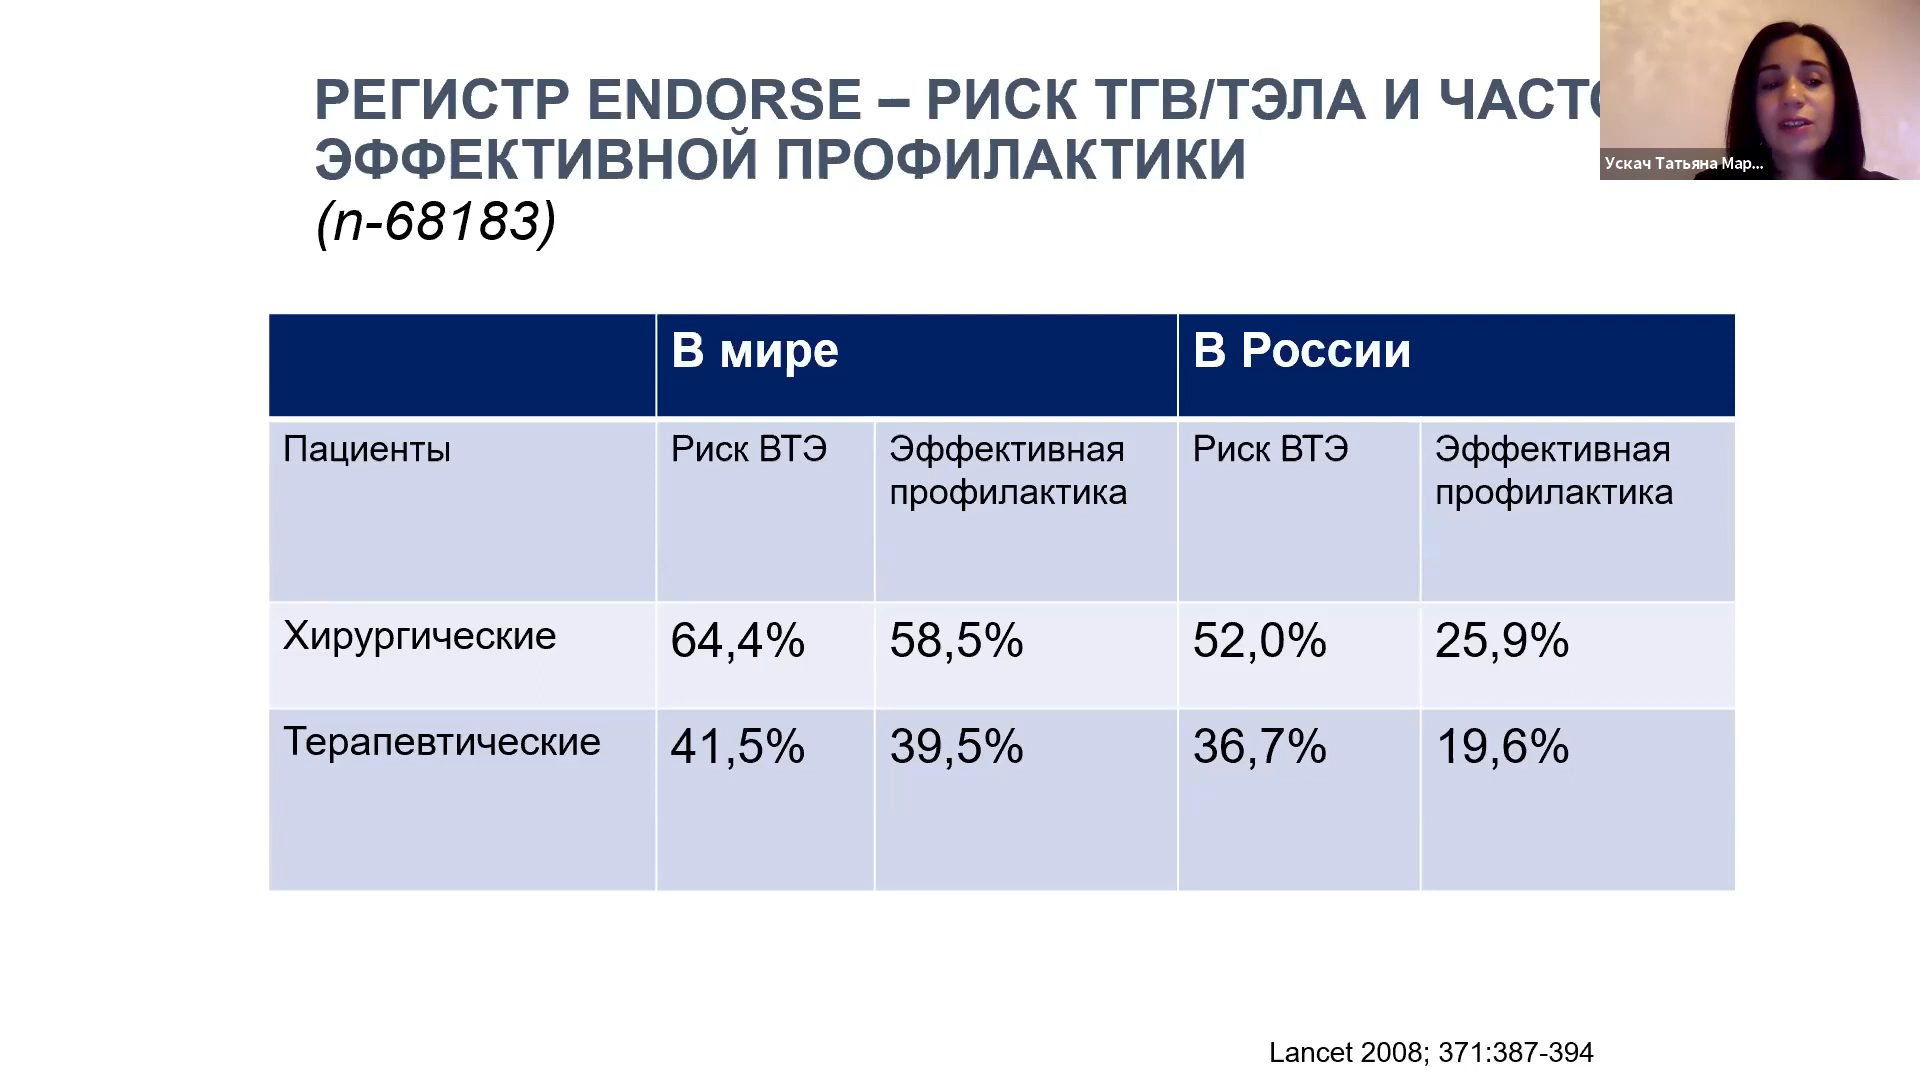 РЕГИСТР ENDORSE – РИСК ТГВ/ТЭЛА И
ЭФФЕКТИВНОЙ ПРОФИЛАКТИКИ
(n-68183)
Ускач Татьяна Мар...
В мире В России
Пациенты Риск ВТЭ Эффективная профилактика Риск ВТЭ Эффективная профилактика
Хирургические 64,4% 58,5% 52,0% 25,9%
Терапевтические 41,5% 39,5% 36,7% 19,6%
Lancet 2008; 371:387-394